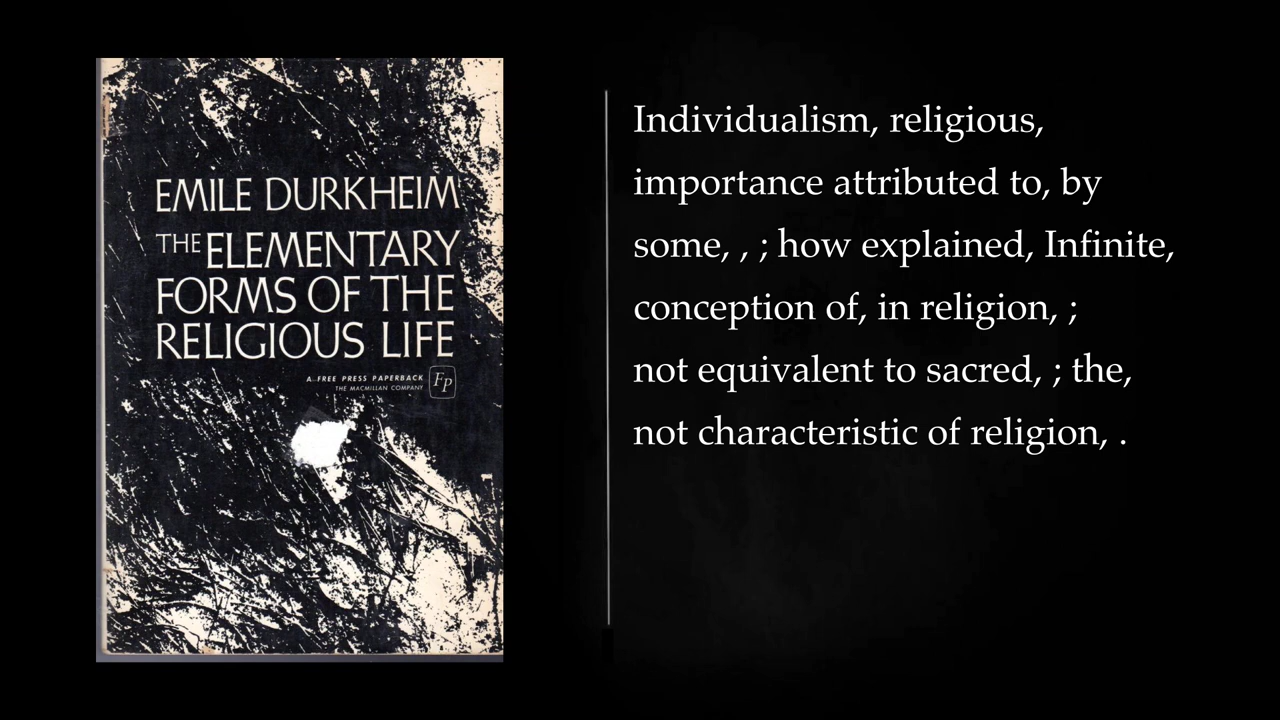 EMILE DURKHEIM
THE ELEMENTARY
FORMS OF THE
RELIGIOUS LIFE
A FREE PRESS PAPERBACK
THE MACMILLAN COMPANY
Fp
Individualism, religious,
importance attributed to, by
some, , ; how explained, Infinite,
conception of, in religion, ;
not equivalent to sacred, ; the,
not characteristic of religion, .